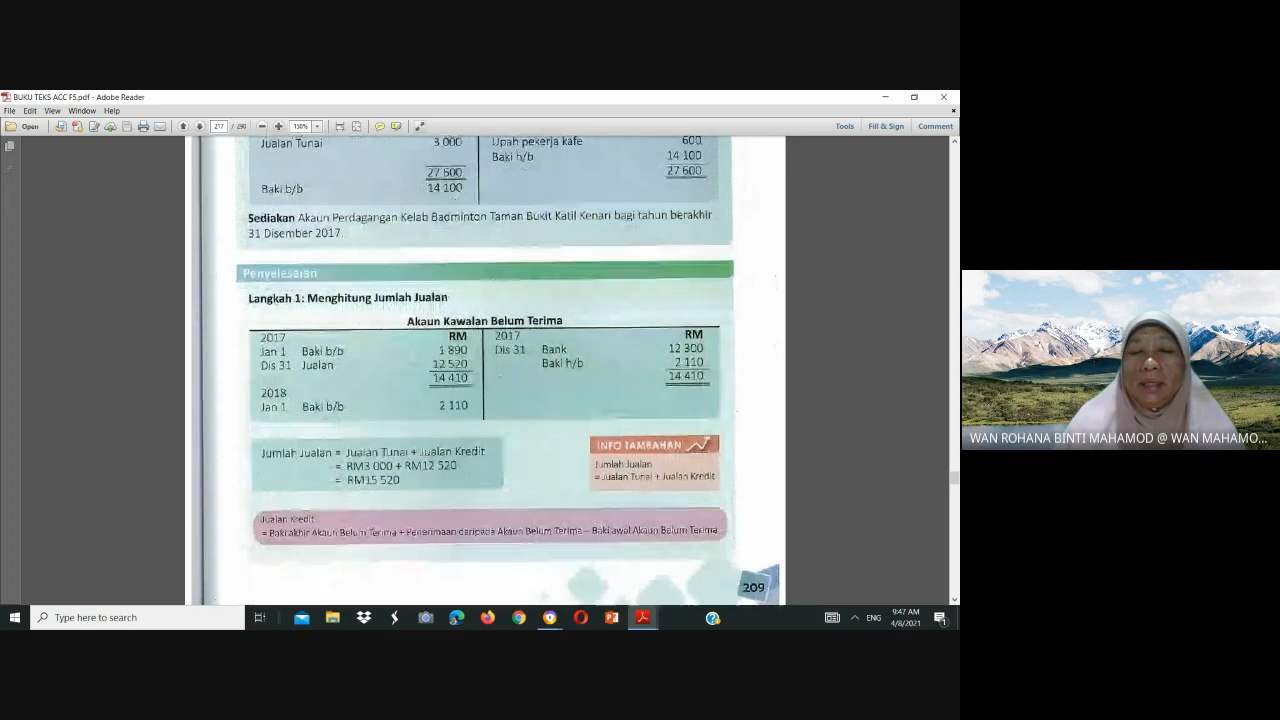 BUKU TEKS ACC F5.pdf - Adobe Reader
File Edit View Window Help
Open 217 / 290 150% Tools Fill & Sign Comment
Jualan Tunai 3 000 Upah pekerja kafe 600
Baki h/b 14 100
27 600 27 600
Baki b/b 14 100
Sediakan Akaun Perdagangan Kelab Badminton Taman Bukit Katil Kenari bagi tahun berakhir
31 Disember 2017.
Penyelesaian
Langkah 1: Menghitung Jumlah Jualan
Akaun Kawalan Belum Terima
2017 RM 2017 RM
Jan 1 Baki b/b 1 890 Dis 31 Bank 12 300
Dis 31 Jualan 12 520 Baki h/b 2 110
14 410 14 410
2018
Jan 1 Baki b/b 2 110
Jumlah Jualan = Jualan Tunai + Jualan Kredit
= RM3 000 + RM12 520
= RM15 520
INFO TAMBAHAN
Jumlah Jualan
= Jualan Tunai + Jualan Kredit
Jualan Kredit
= Baki akhir Akaun Belum Terima + Penerimaan daripada Akaun Belum Terima – Baki awal Akaun Belum Terima
209
WAN ROHANA BINTI MAHAMOD @ WAN MAHAMO...
Type here to search
ENG
9:47 AM
4/8/2021